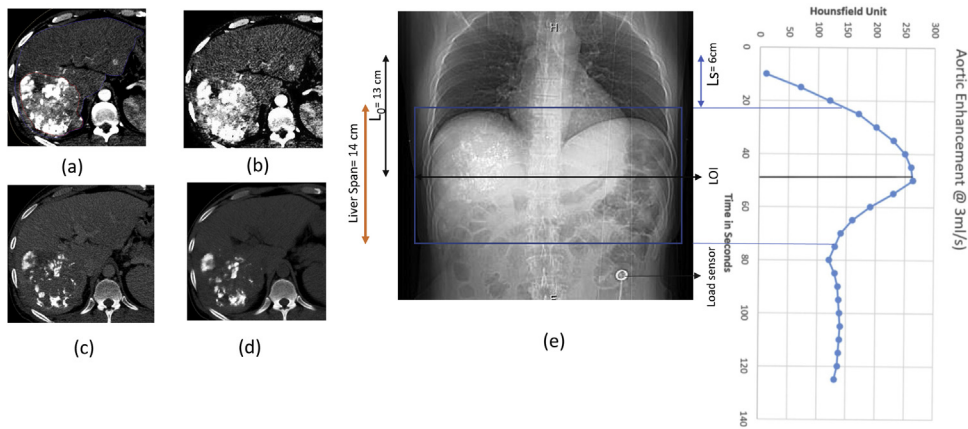 (a)
(b)
(c)
(d)
L0= 13 cm
Liver Span= 14 cm
H
LS= 6cm
LOI
Load sensor
(e)
Hounsfield Unit
0
50
100
150
200
250
300
0
20
40
60
80
100
120
140
Time in Seconds
Aortic Enhancement @ 3ml/s)